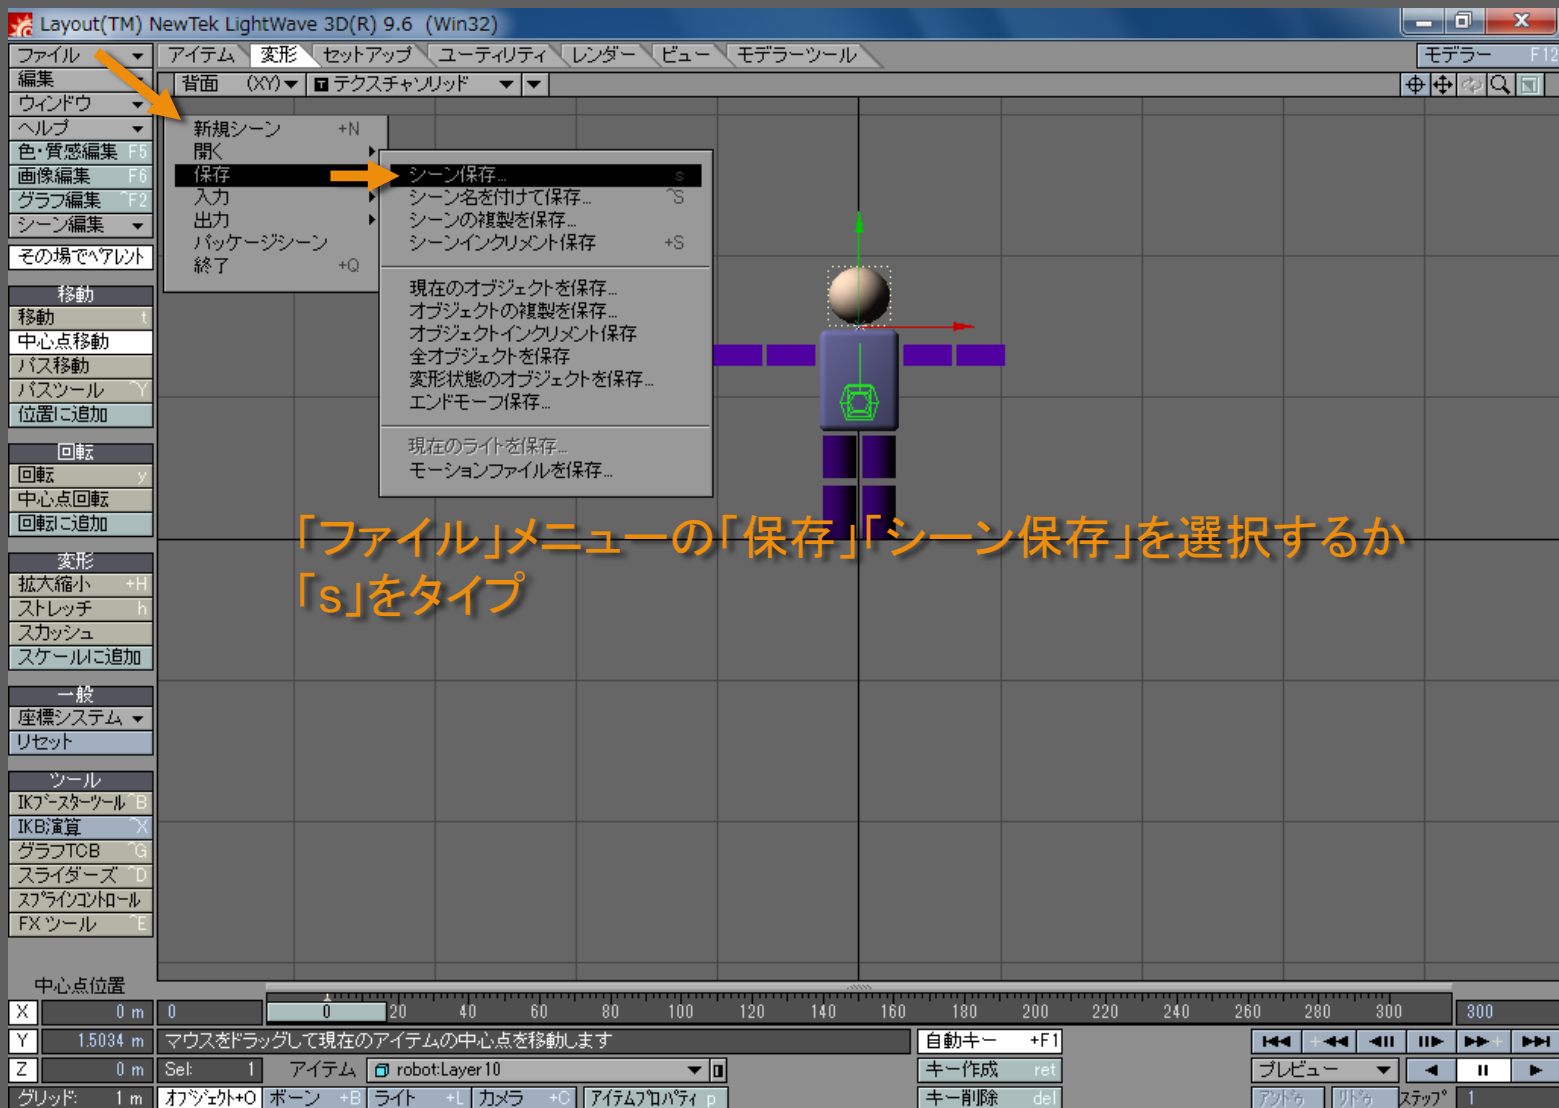 Layout(TM) NewTek LightWave 3D(R) 9.6 (Win32)
ファイル
アイテム 変形 セットアップ ユーティリティ レンダー ビュー モデラーツール
モデラー F12
編集
背面 (XY) テクスチャソリッド
ウィンドウ
ヘルプ
色・質感編集 F5
画像編集 F6
グラフ編集 ^F2
シーン編集
その場でペアレント
新規シーン +N
開く
保存
入力
出力
パッケージシーン
終了 +Q
シーン保存... s
シーン名を付けて保存... ^S
シーンの複製を保存...
シーンインクリメント保存 +S
現在のオブジェクトを保存...
オブジェクトの複製を保存...
オブジェクトインクリメント保存
全オブジェクトを保存
変形状態のオブジェクトを保存...
エンドモーフ保存...
現在のライトを保存...
モーションファイルを保存...
移動
移動 t
中心点移動
パス移動
パスツール ^Y
位置に追加
回転
回転 y
中心点回転
回転に追加
変形
拡大縮小 +H
ストレッチ h
スカッシュ
スケールに追加
一般
座標システム
リセット
ツール
IKブースターツール ^B
IKB演算 ^X
グラフTCB ^G
スライダーズ ^D
スプラインコントロール
FX ツール ^E
「ファイル」メニューの「保存」「シーン保存」を選択するか
「s」をタイプ
中心点位置
X 0 m 0 0 20 40 60 80 100 120 140 160 180 200 220 240 260 280 300 300
Y 1.5034 m マウスをドラッグして現在のアイテムの中心点を移動します 自動キー +F1
Z 0 m Sel: 1 アイテム robot:Layer10 キー作成 ret プレビュー
グリッド: 1 m オブジェクト+O ボーン +B ライト +L カメラ +C アイテムプロパティ p キー削除 del アンドゥ リドゥ ステップ 1